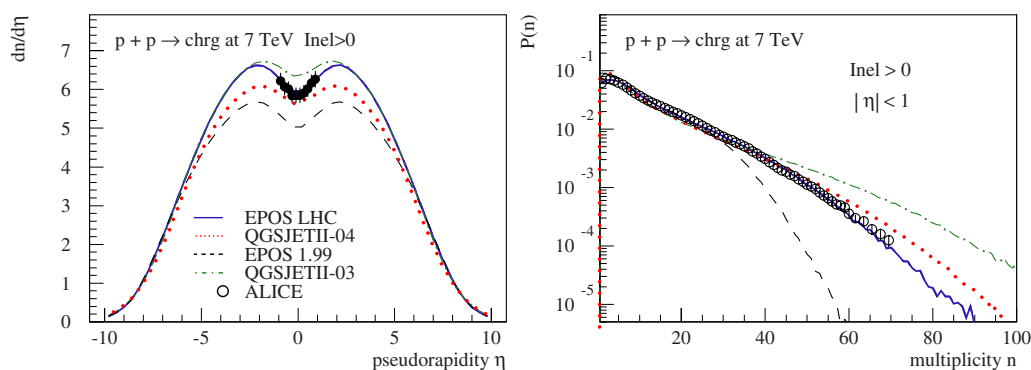 dn/dη
p + p → chrg at 7 TeV Inel>0
7
6
5
4
3
2
1
0
EPOS LHC
QGSJETII-04
EPOS 1.99
QGSJETII-03
ALICE
-10
-5
0
5
10
pseudorapidity η
P(n)
p + p → chrg at 7 TeV
Inel > 0
| η| < 1
10⁻¹
10⁻²
10⁻³
10⁻⁴
10⁻⁵
20
40
60
80
100
multiplicity n